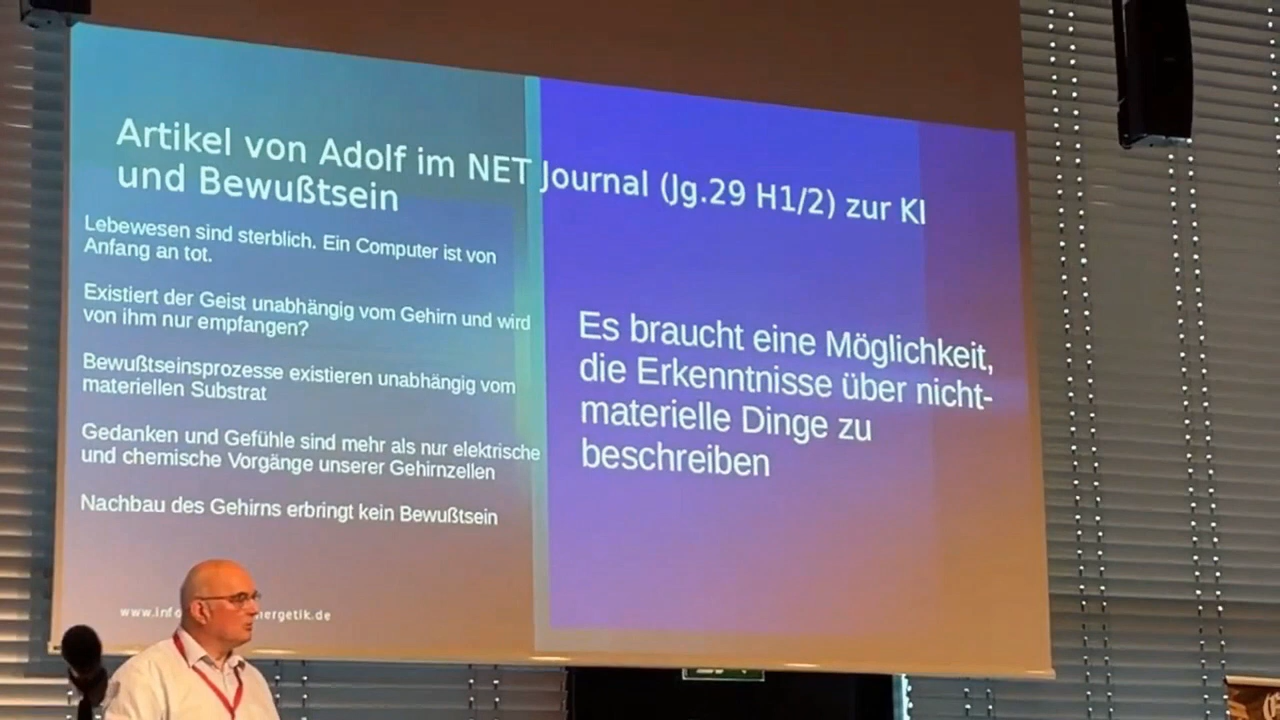 Artikel von Adolf im NET Journal (Jg.29 H1/2) zur KI
und Bewußtsein
Lebewesen sind sterblich. Ein Computer ist von
Anfang an tot.
Existiert der Geist unabhängig vom Gehirn und wird
von ihm nur empfangen?
Bewußtseinsprozesse existieren unabhängig vom
materiellen Substrat
Gedanken und Gefühle sind mehr als nur elektrische
und chemische Vorgänge unserer Gehirnzellen
Nachbau des Gehirns erbringt kein Bewußtsein
Es braucht eine Möglichkeit,
die Erkenntnisse über nicht-
materielle Dinge zu
beschreiben